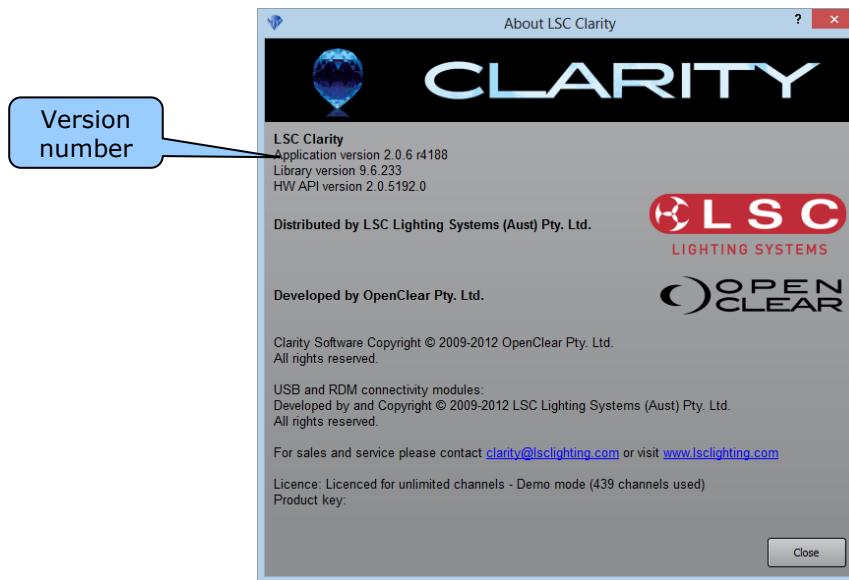 About LSC Clarity
?
CLARITY
Version
number
LSC Clarity
Application version 2.0.6 r4188
Library version 9.6.233
HW API version 2.0.5192.0
Distributed by LSC Lighting Systems (Aust) Pty. Ltd.
LSC
LIGHTING SYSTEMS
Developed by OpenClear Pty. Ltd.
OPEN
CLEAR
Clarity Software Copyright © 2009-2012 OpenClear Pty. Ltd.
All rights reserved.
USB and RDM connectivity modules:
Developed by and Copyright © 2009-2012 LSC Lighting Systems (Aust) Pty. Ltd.
All rights reserved.
For sales and service please contact clarity@lsclighting.com or visit www.lsclighting.com
Licence: Licenced for unlimited channels - Demo mode (439 channels used)
Product key:
Close